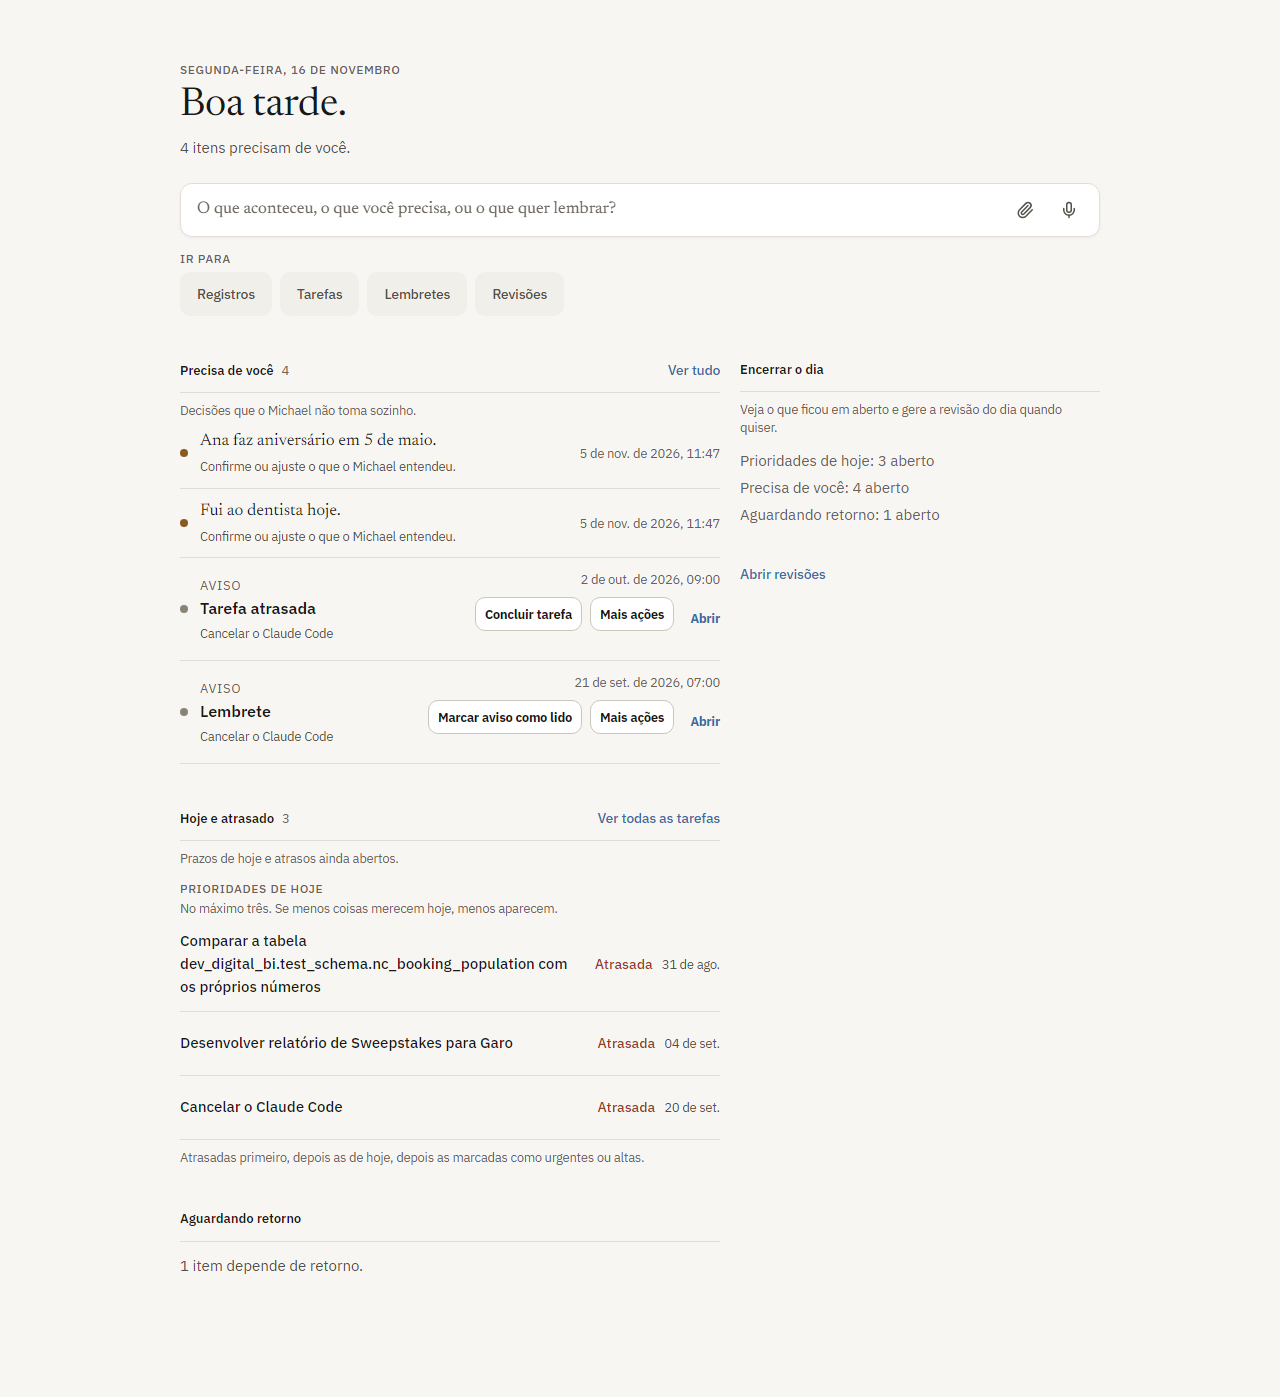 SEGUNDA-FEIRA, 16 DE NOVEMBRO
Boa tarde.
4 itens precisam de você.
O que aconteceu, o que você precisa, ou o que quer lembrar?
IR PARA
Registros
Tarefas
Lembretes
Revisões
Precisa de você 4
Ver tudo
Decisões que o Michael não toma sozinho.
Ana faz aniversário em 5 de maio.
Confirme ou ajuste o que o Michael entendeu.
5 de nov. de 2026, 11:47
Fui ao dentista hoje.
Confirme ou ajuste o que o Michael entendeu.
5 de nov. de 2026, 11:47
AVISO
Tarefa atrasada
Cancelar o Claude Code
2 de out. de 2026, 09:00
Concluir tarefa
Mais ações
Abrir
AVISO
Lembrete
Cancelar o Claude Code
21 de set. de 2026, 07:00
Marcar aviso como lido
Mais ações
Abrir
Hoje e atrasado 3
Ver todas as tarefas
Prazos de hoje e atrasos ainda abertos.
PRIORIDADES DE HOJE
No máximo três. Se menos coisas merecem hoje, menos aparecem.
Comparar a tabela
dev_digital_bi.test_schema.nc_booking_population com
os próprios números
Atrasada 31 de ago.
Desenvolver relatório de Sweepstakes para Garo
Atrasada 04 de set.
Cancelar o Claude Code
Atrasada 20 de set.
Atrasadas primeiro, depois as de hoje, depois as marcadas como urgentes ou altas.
Aguardando retorno
1 item depende de retorno.
Encerrar o dia
Veja o que ficou em aberto e gere a revisão do dia quando
quiser.
Prioridades de hoje: 3 aberto
Precisa de você: 4 aberto
Aguardando retorno: 1 aberto
Abrir revisões